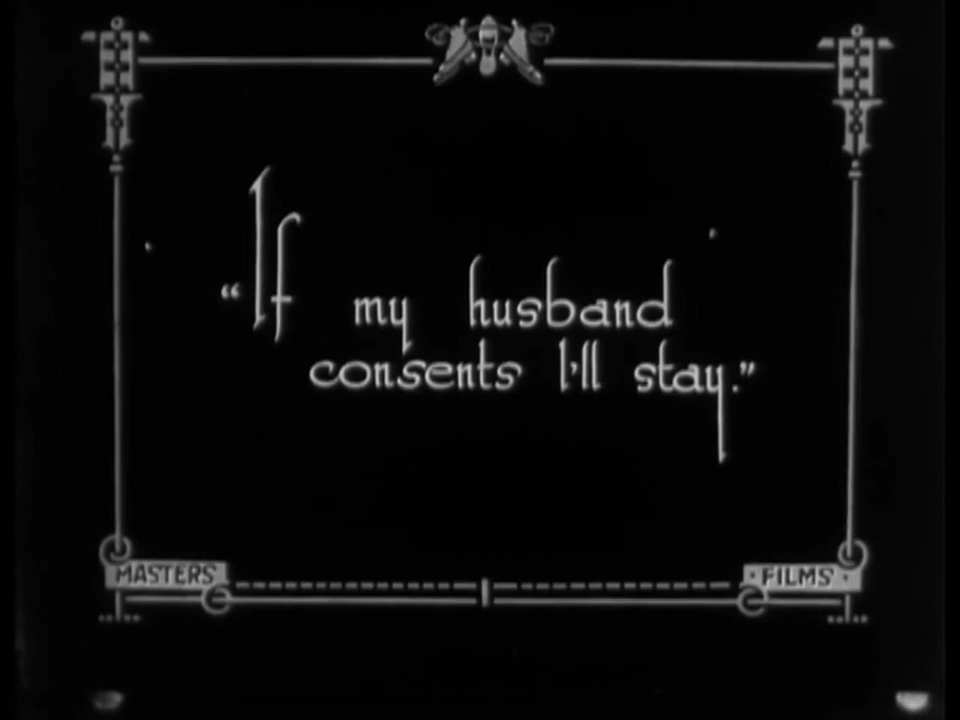 “If my husband
consents I'll stay.”
MASTERS
· FILMS ·